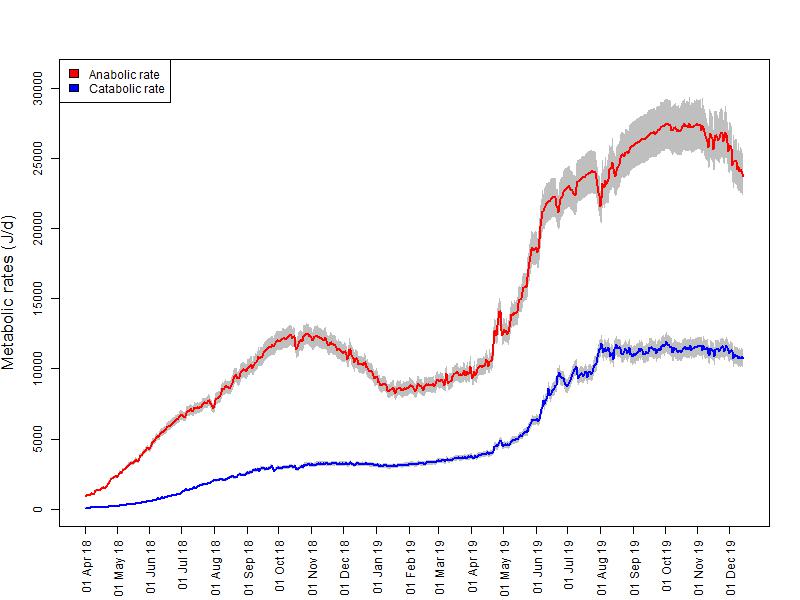 Anabolic rate
Catabolic rate
Metabolic rates (J/d)
30000
25000
20000
15000
10000
5000
0
01 Apr 18
01 May 18
01 Jun 18
01 Jul 18
01 Aug 18
01 Sep 18
01 Oct 18
01 Nov 18
01 Dec 18
01 Jan 19
01 Feb 19
01 Mar 19
01 Apr 19
01 May 19
01 Jun 19
01 Jul 19
01 Aug 19
01 Sep 19
01 Oct 19
01 Nov 19
01 Dec 19